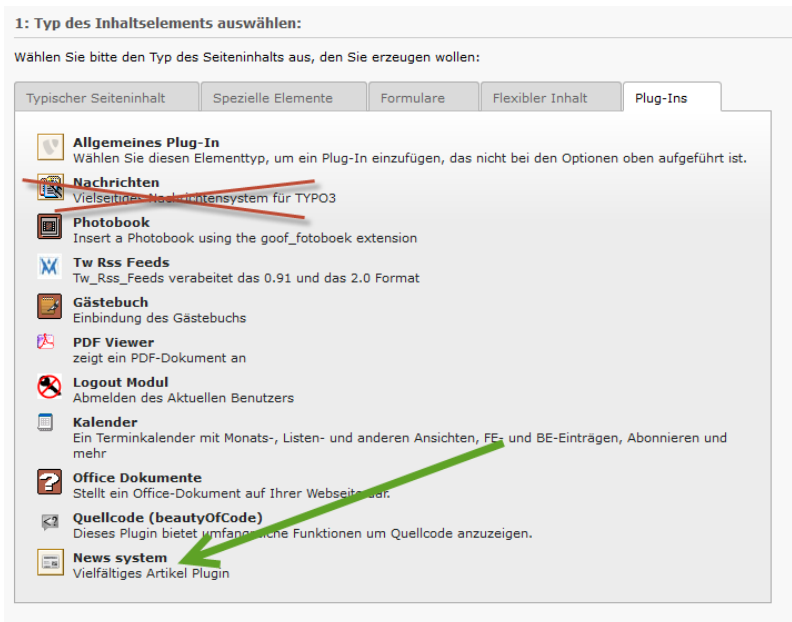 1: Typ des Inhaltselements auswählen:
Wählen Sie bitte den Typ des Seiteninhalts aus, den Sie erzeugen wollen:
Typischer Seiteninhalt Spezielle Elemente Formulare Flexibler Inhalt Plug-Ins
Allgemeines Plug-In
Wählen Sie diesen Elementtyp, um ein Plug-In einzufügen, das nicht bei den Optionen oben aufgeführt ist.
Nachrichten
Vielseitiges Nachrichtensystem für TYPO3
Photobook
Insert a Photobook using the goof_fotoboek extension
Tw Rss Feeds
Tw_Rss_Feeds verabeitet das 0.91 und das 2.0 Format
Gästebuch
Einbindung des Gästebuchs
PDF Viewer
zeigt ein PDF-Dokument an
Logout Modul
Abmelden des Aktuellen Benutzers
Kalender
Ein Terminkalender mit Monats-, Listen- und anderen Ansichten, FE- und BE-Einträgen, Abonnieren und
mehr
Office Dokumente
Stellt ein Office-Dokument auf Ihrer Webseite dar.
Quellcode (beautyOfCode)
Dieses Plugin bietet umfangreiche Funktionen um Quellcode anzuzeigen.
News system
Vielfältiges Artikel Plugin